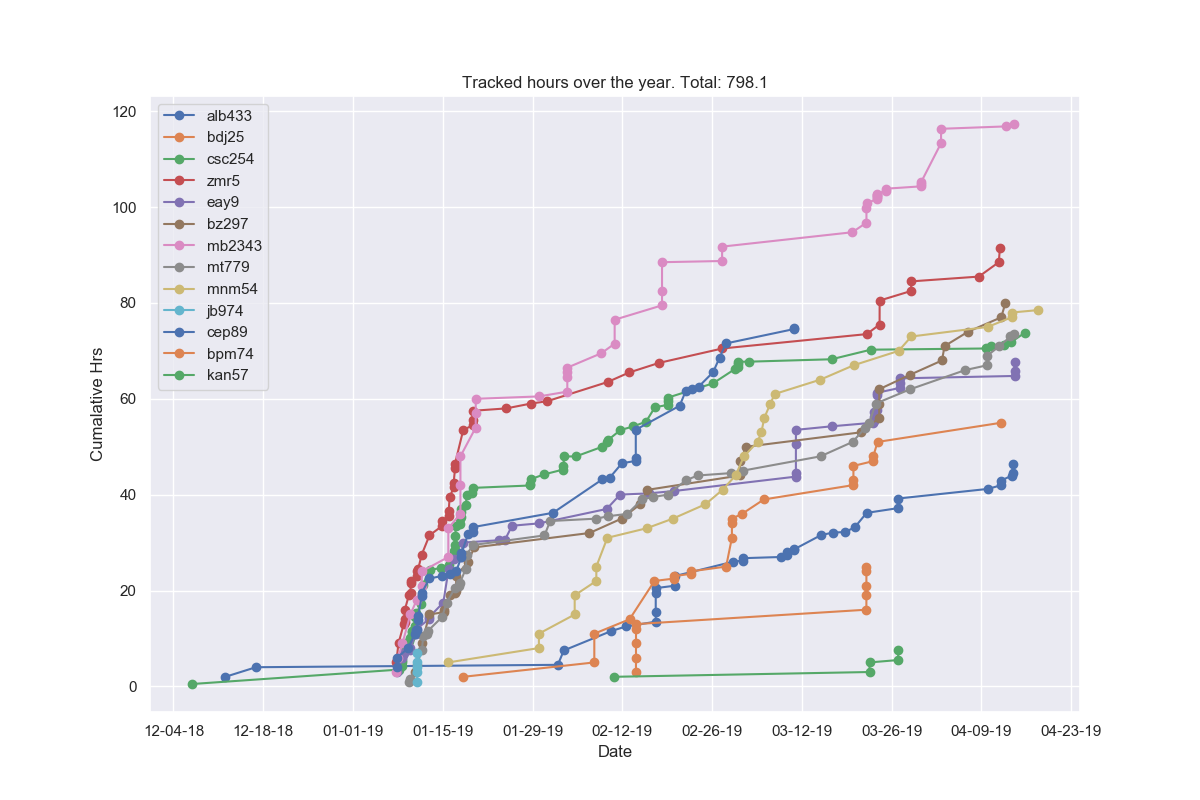 Tracked hours over the year. Total: 798.1
120
100
80
60
40
20
0
Cumalative Hrs
alb433
bdj25
csc254
zmr5
eay9
bz297
mb2343
mt779
mnm54
jb974
cep89
bpm74
kan57
12-04-18 12-18-18 01-01-19 01-15-19 01-29-19 02-12-19 02-26-19 03-12-19 03-26-19 04-09-19 04-23-19
Date